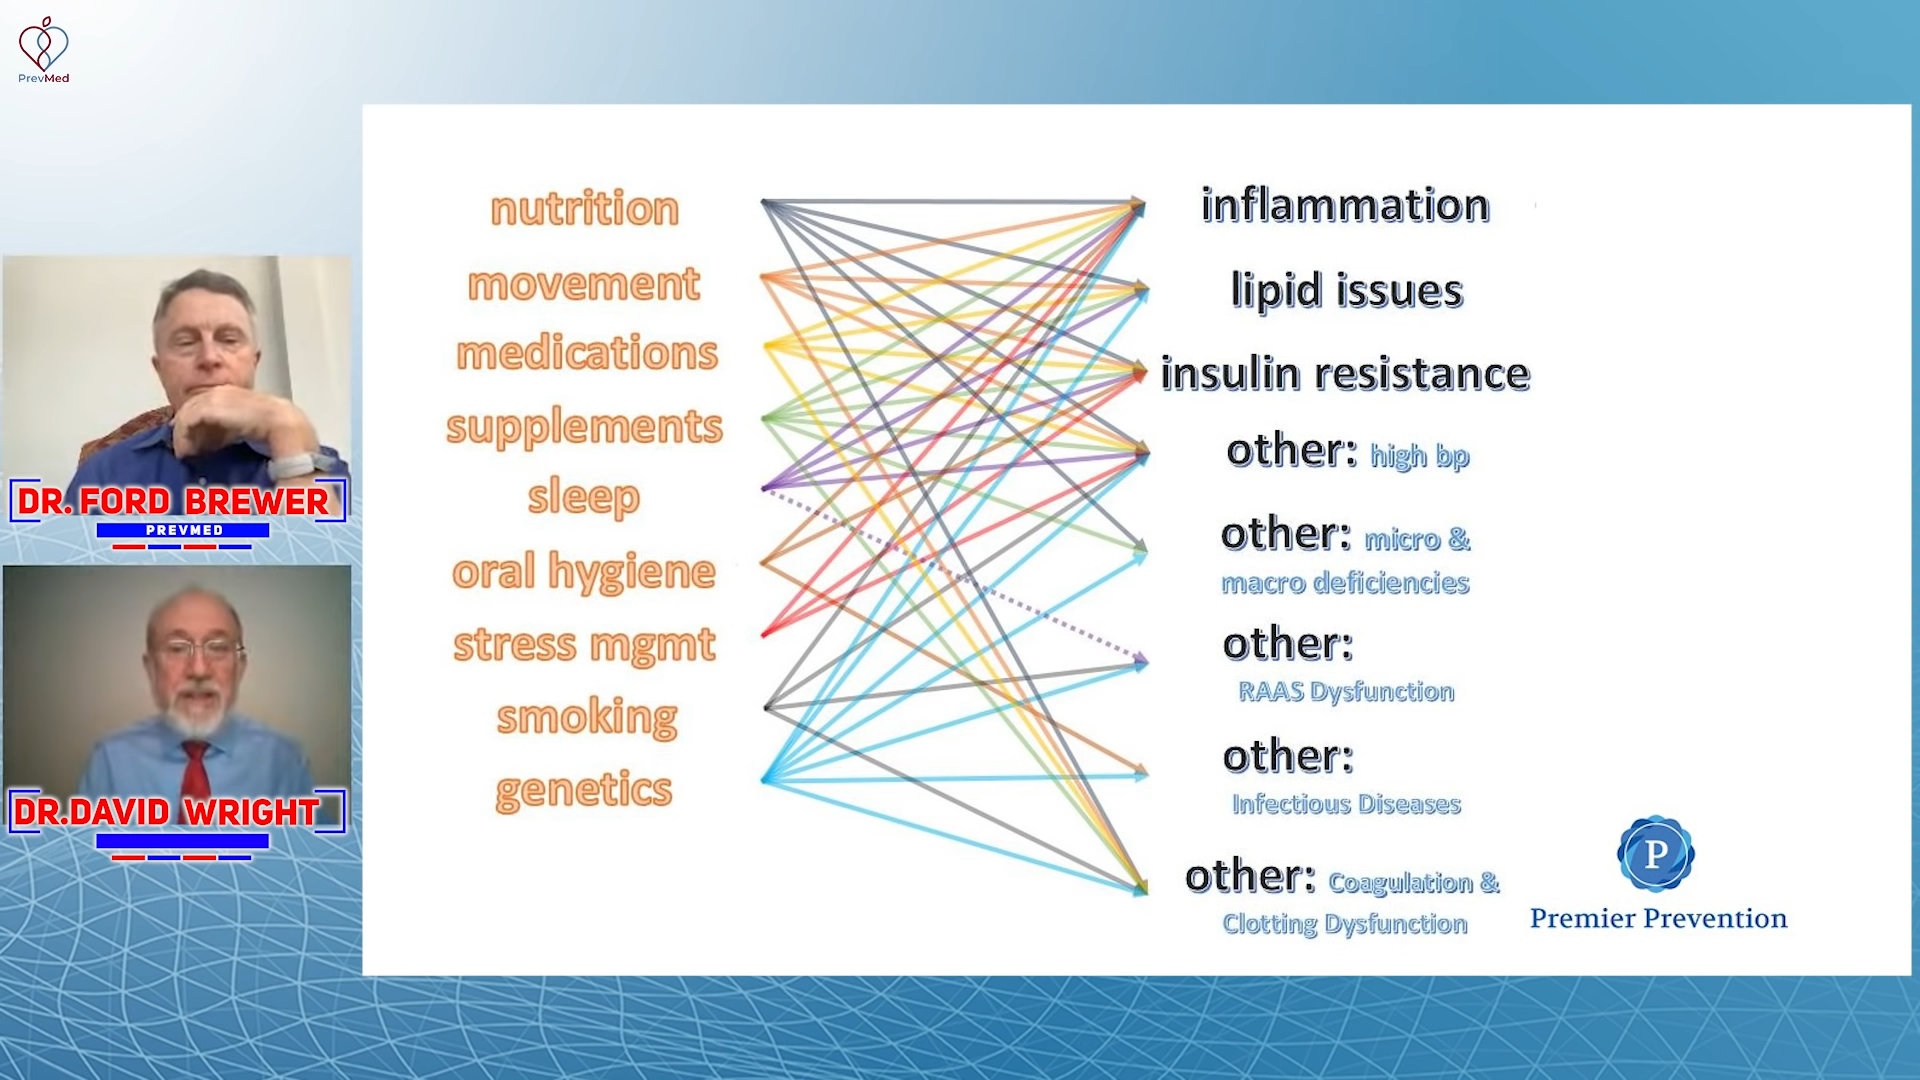 PrevMed
nutrition
movement
medications
supplements
sleep
oral hygiene
stress mgmt
smoking
genetics
inflammation
lipid issues
insulin resistance
other: high bp
other: micro &
macro deficiencies
other:
RAAS Dysfunction
other:
Infectious Diseases
other: Coagulation &
Clotting Dysfunction
P
Premier Prevention
DR. FORD BREWER
PREVMED
DR.DAVID WRIGHT